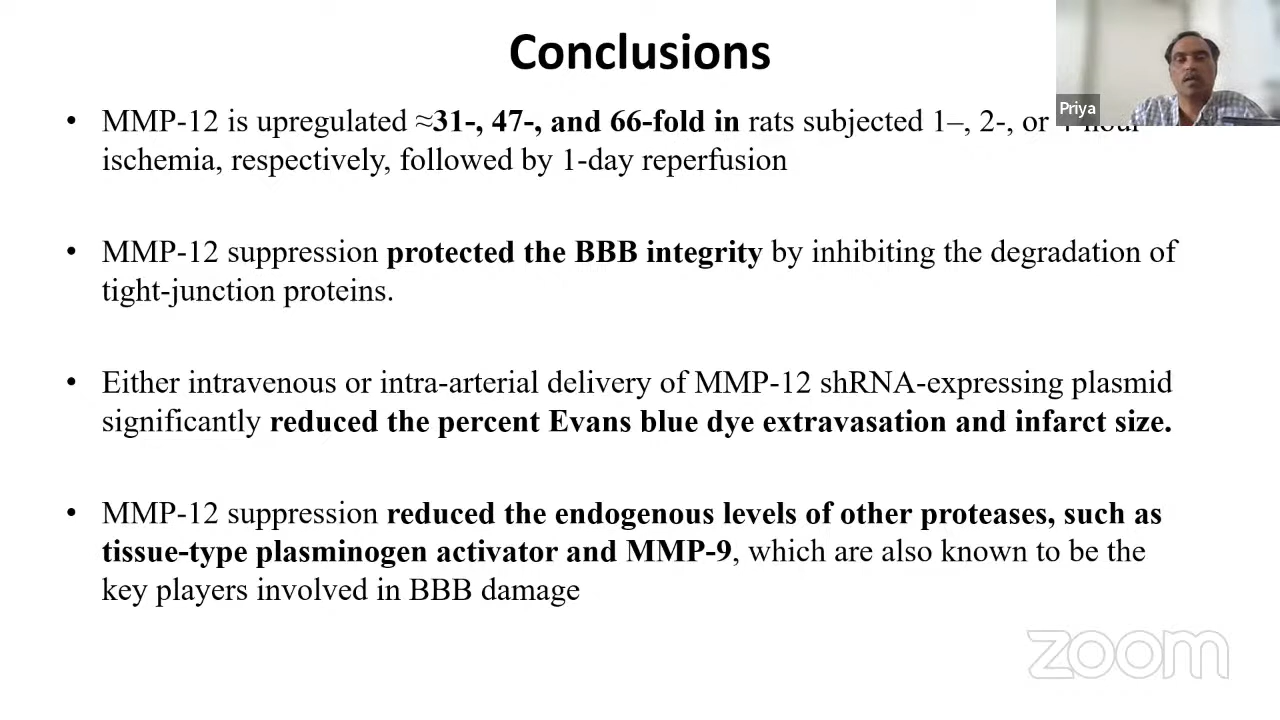 Conclusions
Priya
• MMP-12 is upregulated ≈31-, 47-, and 66-fold in rats subjected 1–, 2-, or
ischemia, respectively, followed by 1-day reperfusion
• MMP-12 suppression protected the BBB integrity by inhibiting the degradation of
tight-junction proteins.
• Either intravenous or intra-arterial delivery of MMP-12 shRNA-expressing plasmid
significantly reduced the percent Evans blue dye extravasation and infarct size.
• MMP-12 suppression reduced the endogenous levels of other proteases, such as
tissue-type plasminogen activator and MMP-9, which are also known to be the
key players involved in BBB damage
zoom